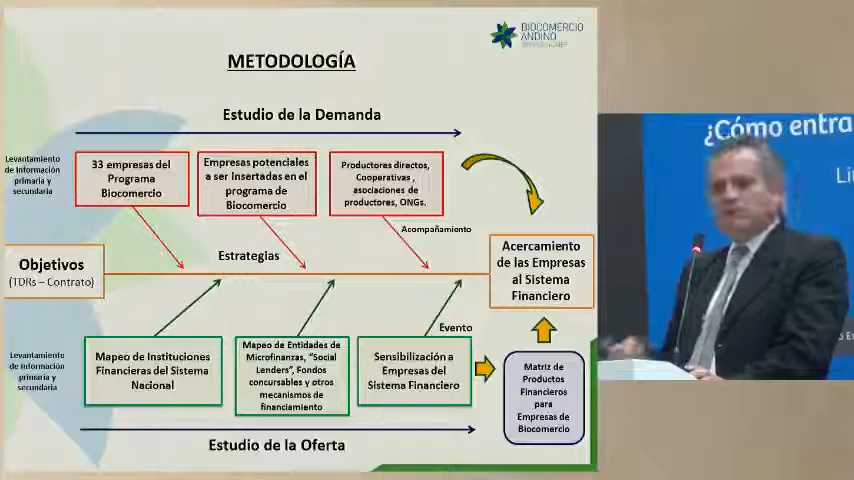 BIOCOMERCIO
ANDINO
METODOLOGÍA
Estudio de la Demanda
Levantamiento
de Información
primaria y
secundaria
33 empresas del
Programa
Biocomercio
Empresas potenciales
a ser Insertadas en el
programa de
Biocomercio
Productores directos,
Cooperativas ,
asociaciones de
productores, ONGs.
Acompañamiento
Estrategias
Objetivos
(TDRs – Contrato)
Acercamiento
de las Empresas
al Sistema
Financiero
Evento
Levantamiento
de Información
primaria y
secundaria
Mapeo de Instituciones
Financieras del Sistema
Nacional
Mapeo de Entidades de
Microfinanzas, “Social
Lenders”, Fondos
concursables y otros
mecanismos de
financiamiento
Sensibilización a
Empresas del
Sistema Financiero
Matriz de
Productos
Financieros
para
Empresas de
Biocomercio
Estudio de la Oferta
¿Cómo entra
Li